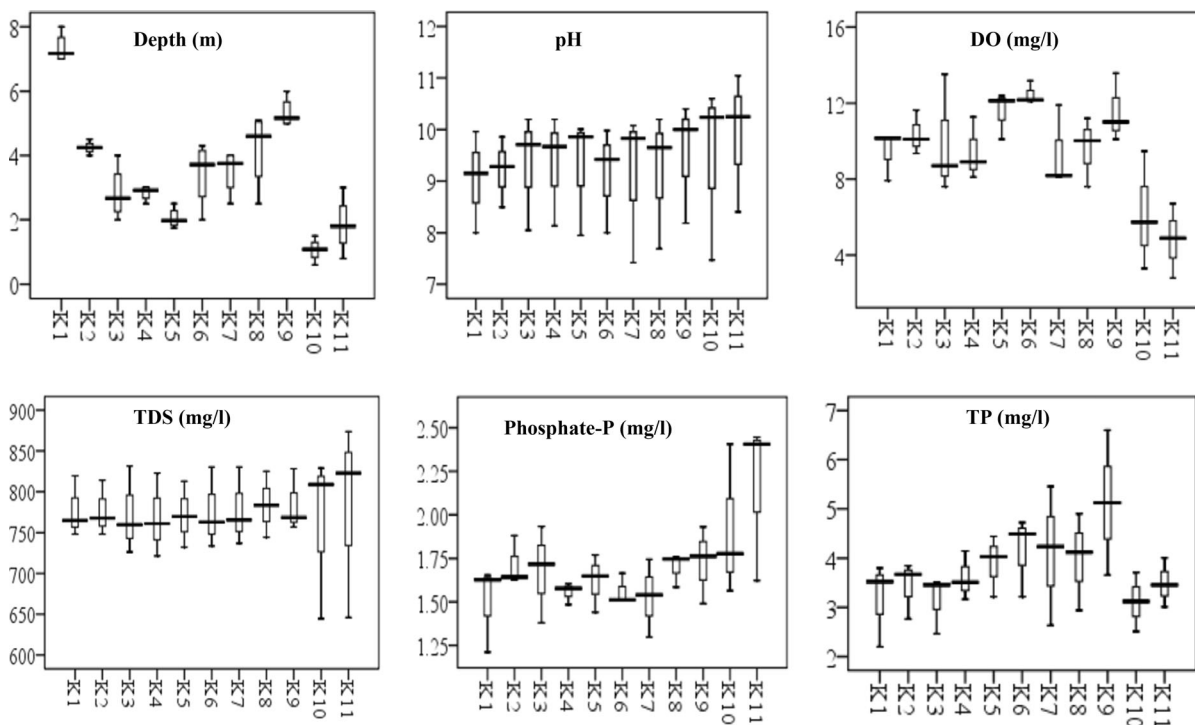 Depth (m)
8
6
4
2
0
K1 K2 K3 K4 K5 K6 K7 K8 K9 K10 K11
pH
12
11
10
9
8
7
K1 K2 K3 K4 K5 K6 K7 K8 K9 K10 K11
DO (mg/l)
16
12
8
4
K1 K2 K3 K4 K5 K6 K7 K8 K9 K10 K11
TDS (mg/l)
900
850
800
750
700
650
600
K1 K2 K3 K4 K5 K6 K7 K8 K9 K10 K11
Phosphate-P (mg/l)
2.50
2.25
2.00
1.75
1.50
1.25
K1 K2 K3 K4 K5 K6 K7 K8 K9 K10 K11
TP (mg/l)
7
6
5
4
3
2
K1 K2 K3 K4 K5 K6 K7 K8 K9 K10 K11